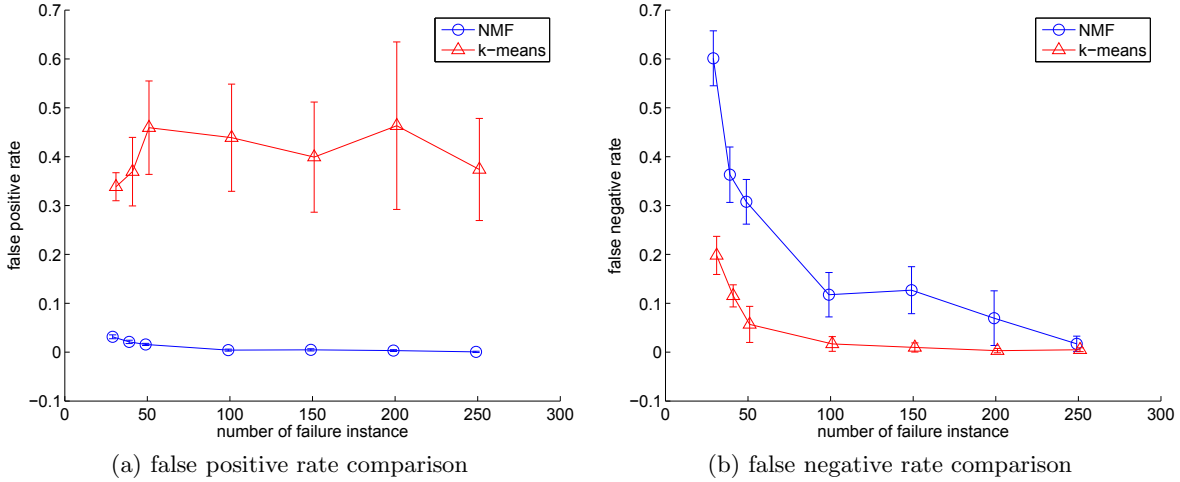 0.7
0.6
0.5
0.4
0.3
0.2
0.1
0
−0.1
false positive rate
0 50 100 150 200 250 300
number of failure instance
NMF
k−means
(a) false positive rate comparison
0.7
0.6
0.5
0.4
0.3
0.2
0.1
0
−0.1
false negative rate
0 50 100 150 200 250 300
number of failure instance
NMF
k−means
(b) false negative rate comparison